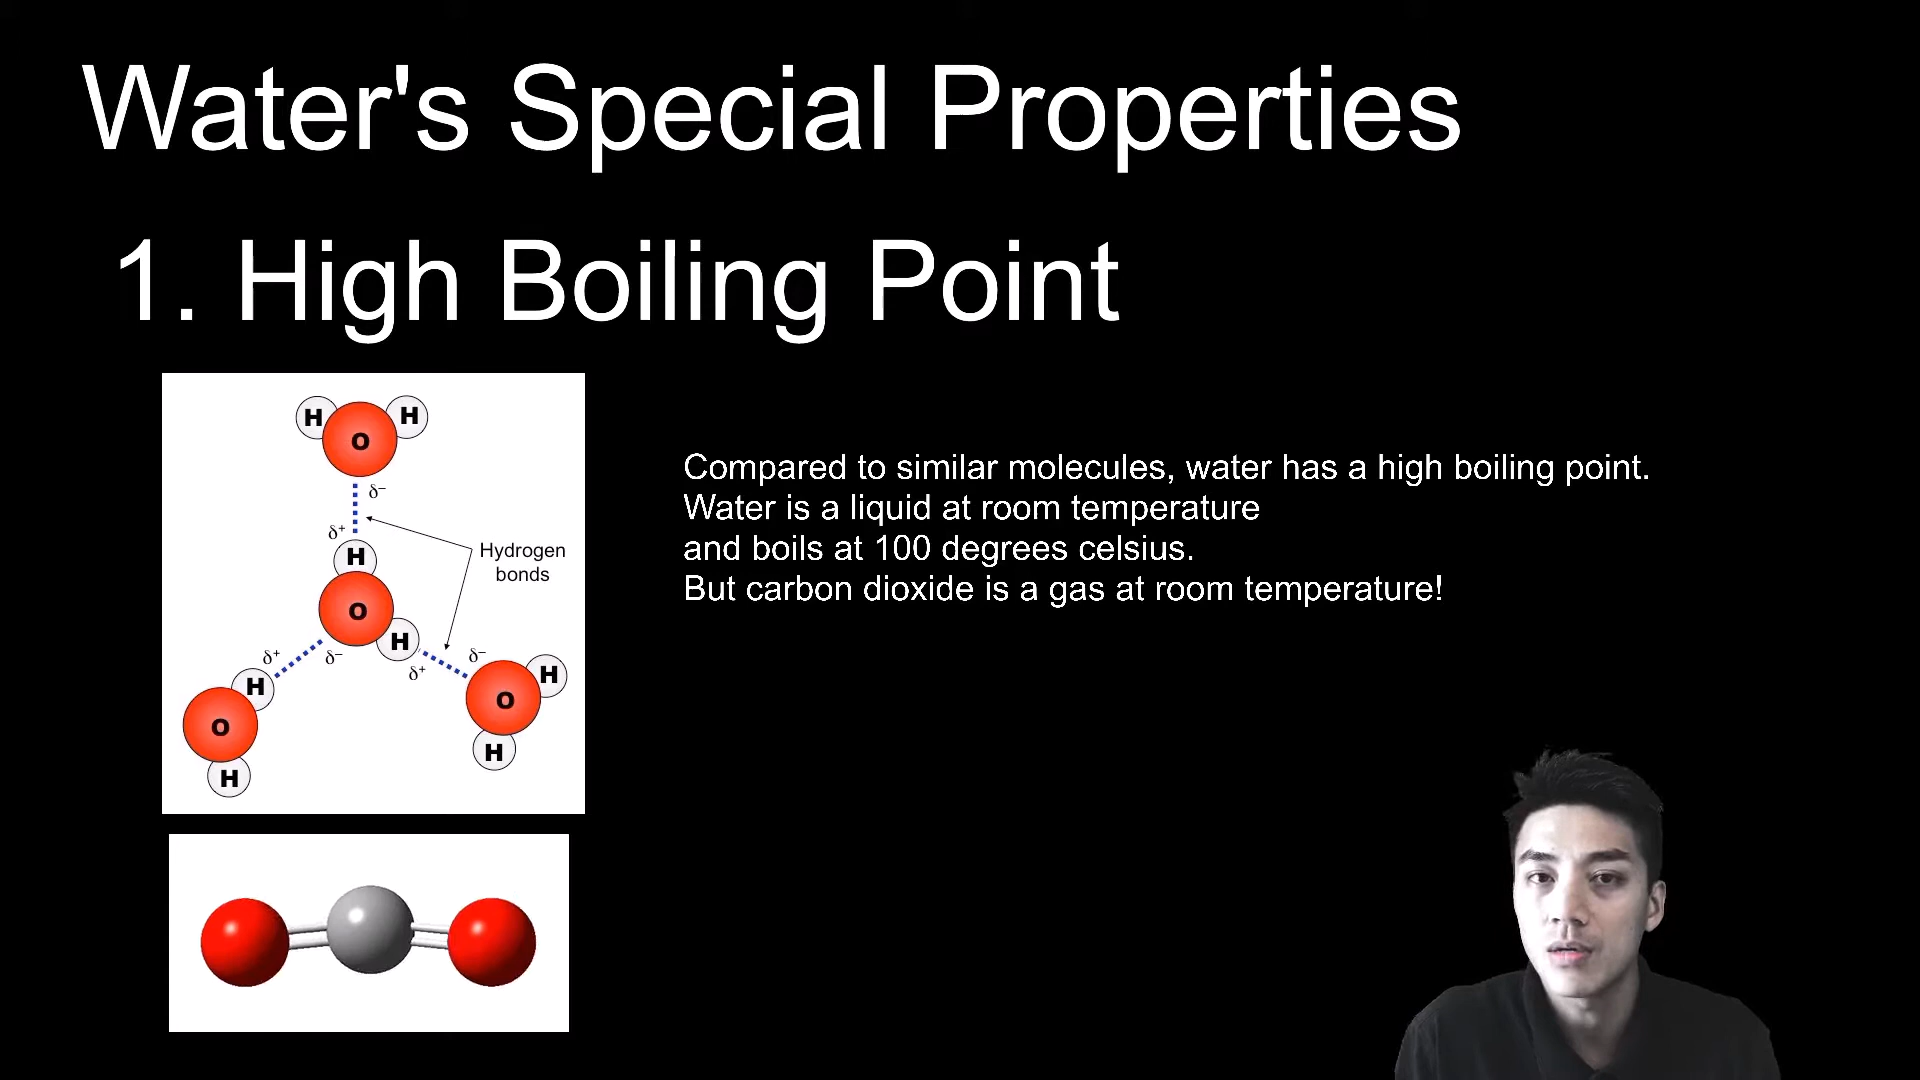 Water's Special Properties
1. High Boiling Point
H H
O
δ−
δ+
H
Hydrogen
bonds
O
H
δ+ δ− δ−
δ+
H H
O O
H
H
Compared to similar molecules, water has a high boiling point.
Water is a liquid at room temperature
and boils at 100 degrees celsius.
But carbon dioxide is a gas at room temperature!